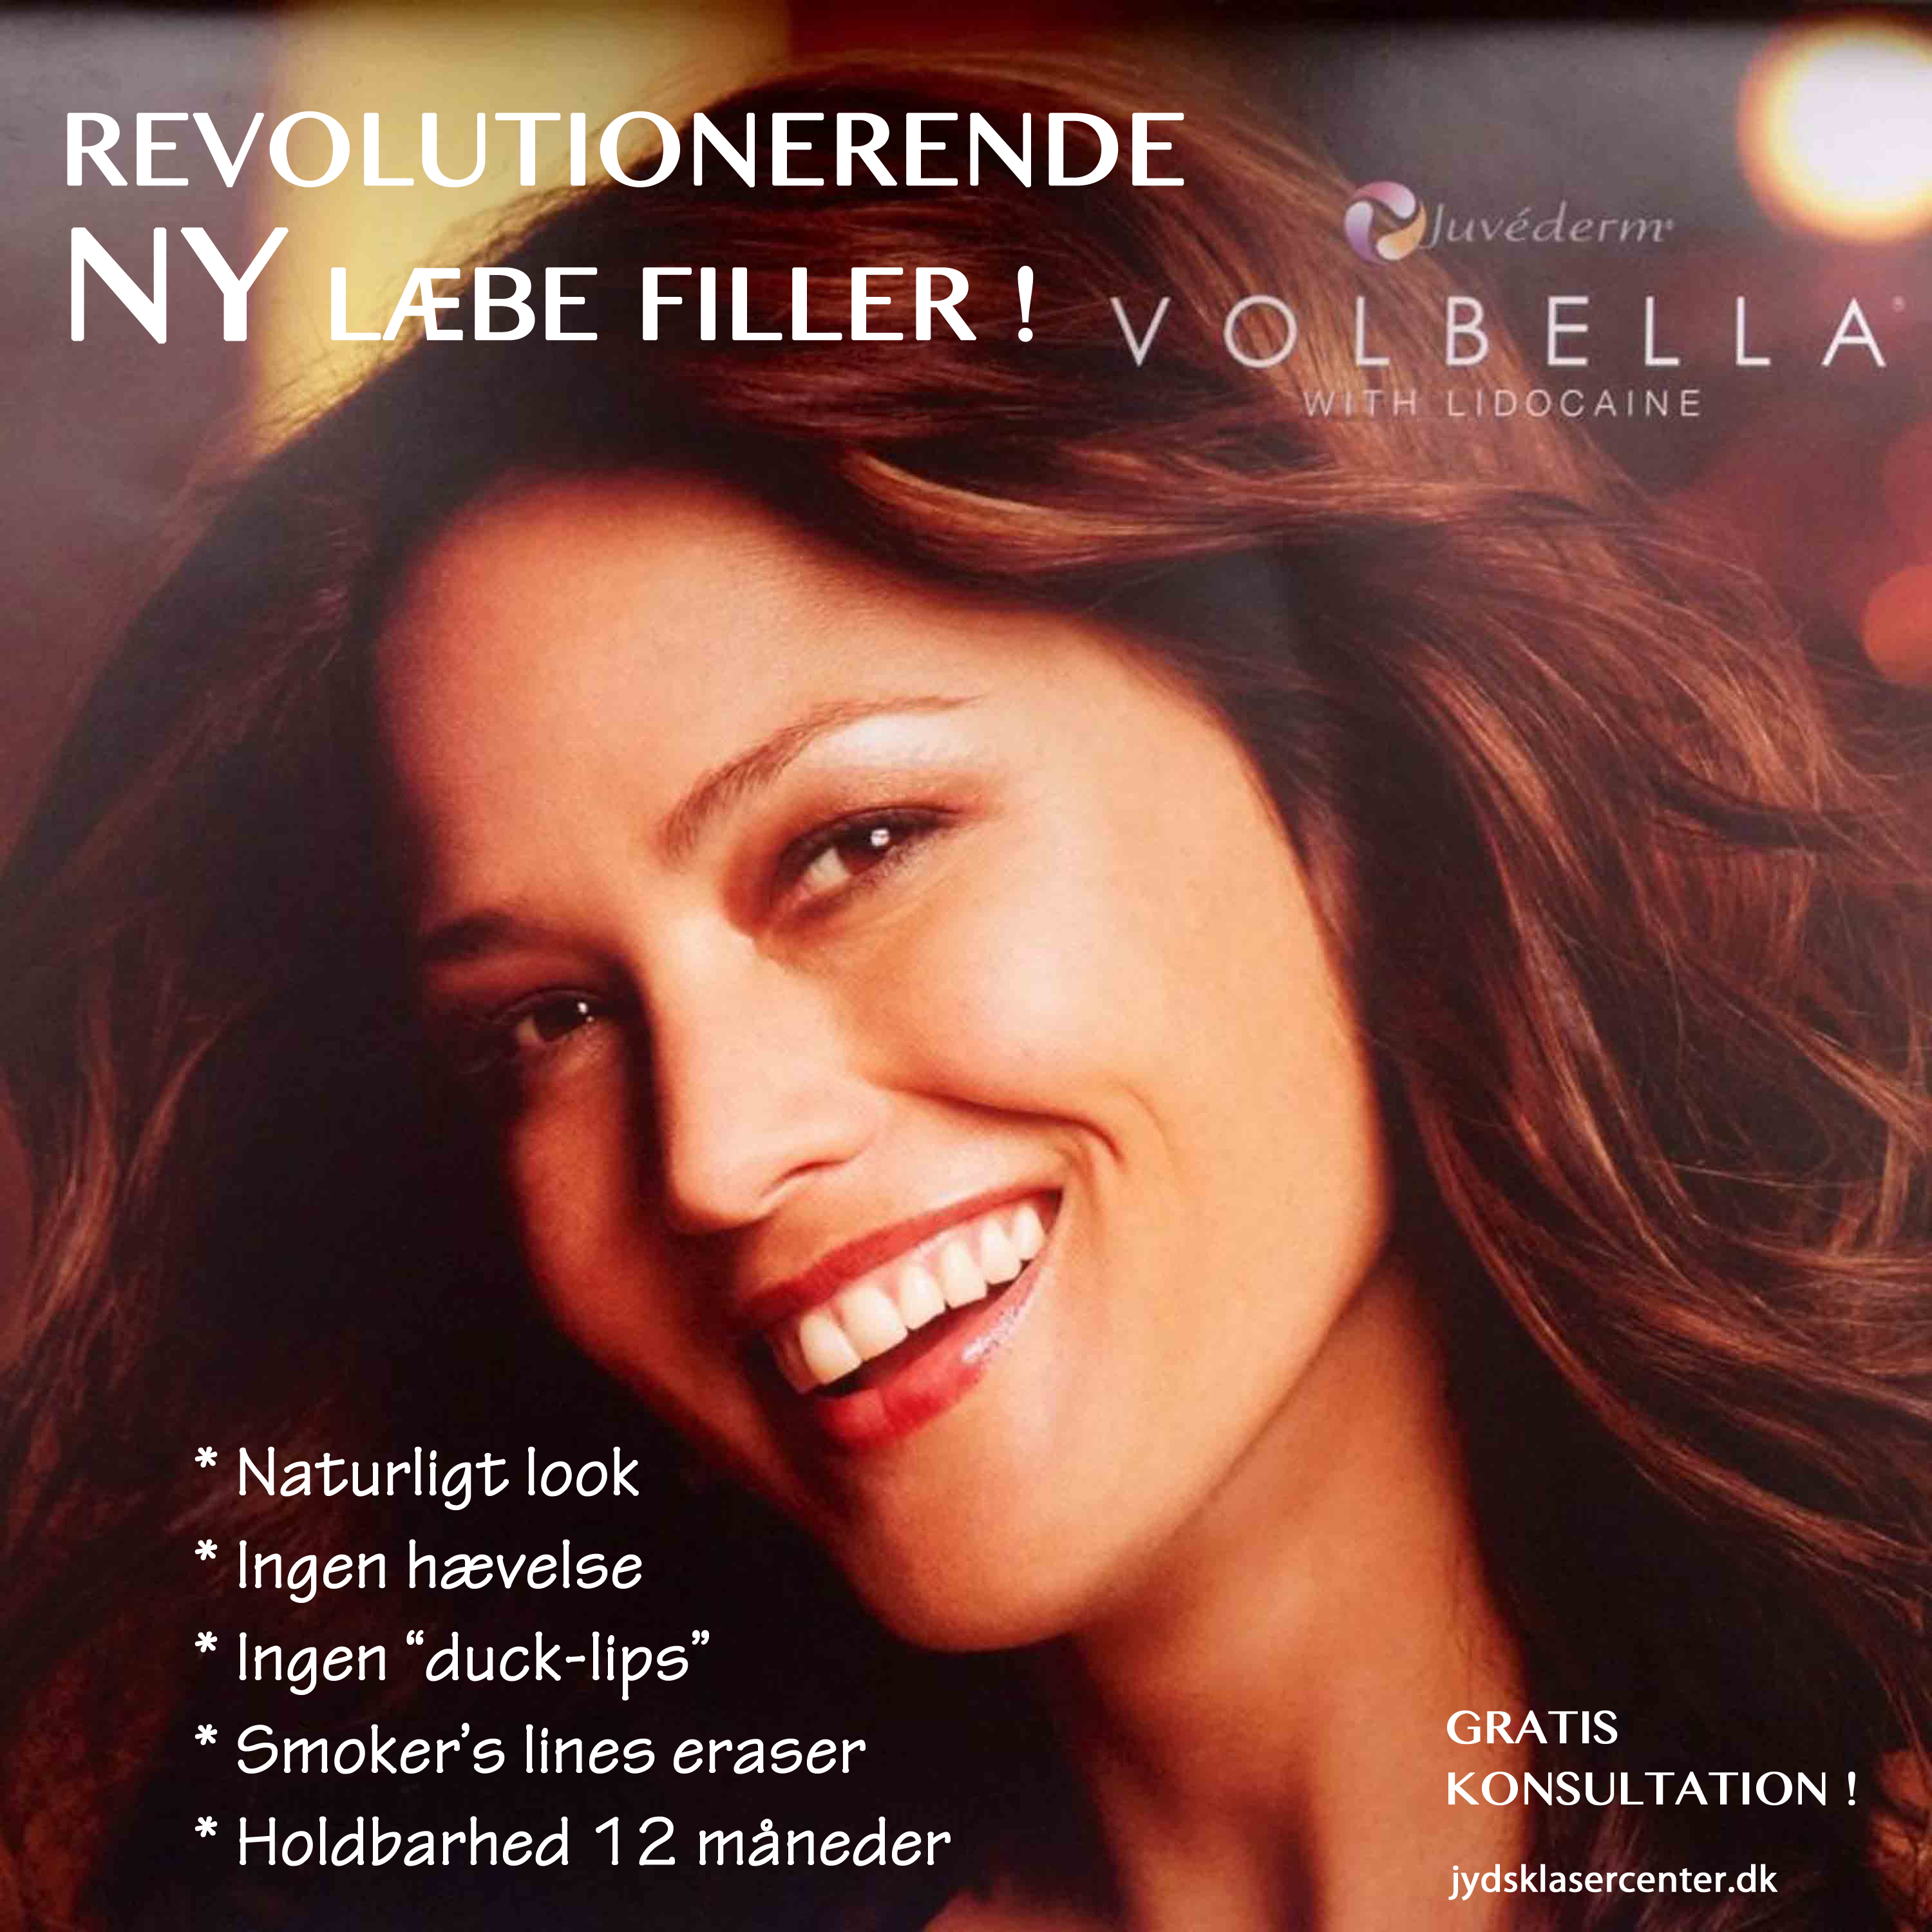 REVOLUTIONERENDE
NY LÆBE FILLER !
Juvéderm®
VOLBELLA®
WITH LIDOCAINE
* Naturligt look
* Ingen hævelse
* Ingen “duck-lips”
* Smoker’s lines eraser
* Holdbarhed 12 måneder
GRATIS
KONSULTATION !
jydsklasercenter.dk